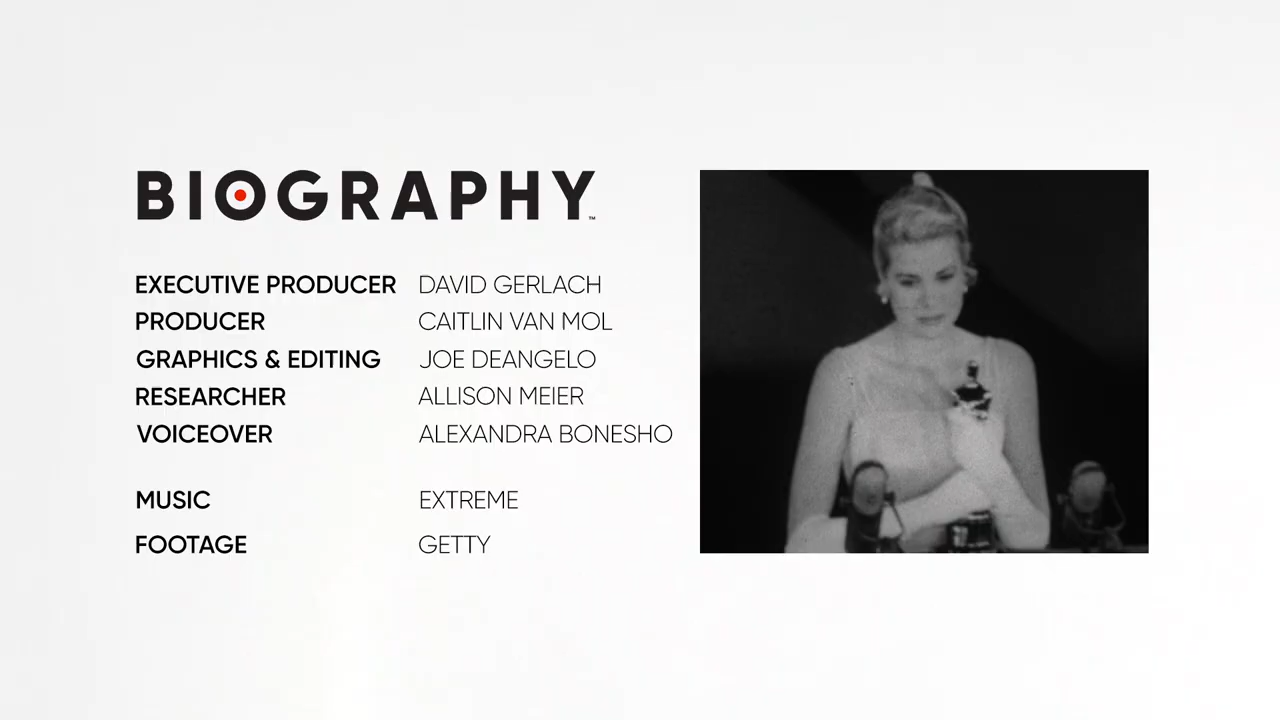 BIOGRAPHY™
EXECUTIVE PRODUCER DAVID GERLACH
PRODUCER CAITLIN VAN MOL
GRAPHICS & EDITING JOE DEANGELO
RESEARCHER ALLISON MEIER
VOICEOVER ALEXANDRA BONESHO
MUSIC EXTREME
FOOTAGE GETTY